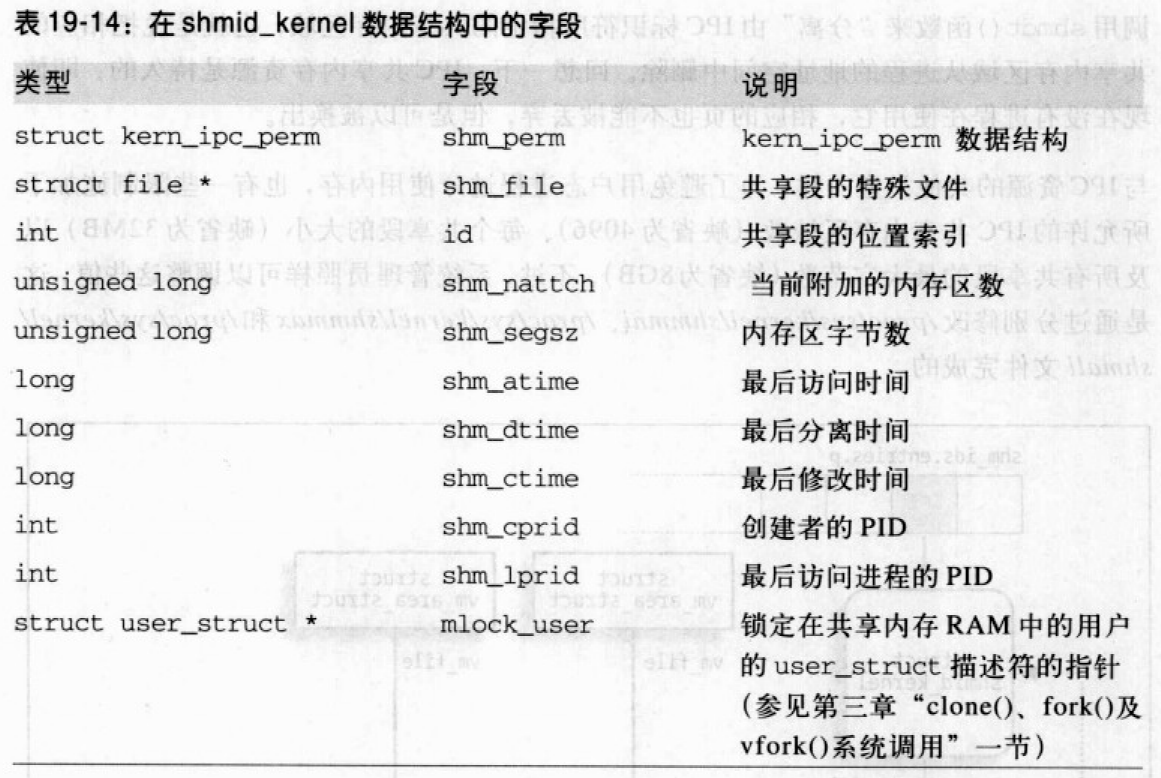 表 19-14：在 shmid_kernel 数据结构中的字段
类型 字段 说明
struct kern_ipc_perm shm_perm kern_ipc_perm 数据结构
struct file * shm_file 共享段的特殊文件
int id 共享段的位置索引
unsigned long shm_nattch 当前附加的内存区数
unsigned long shm_segsz 内存区字节数
long shm_atime 最后访问时间
long shm_dtime 最后分离时间
long shm_ctime 最后修改时间
int shm_cprid 创建者的 PID
int shm_lprid 最后访问进程的 PID
struct user_struct * mlock_user 锁定在共享内存 RAM 中的用户
的 user_struct 描述符的指针
（参见第三章“clone()、fork()及
vfork()系统调用”一节）